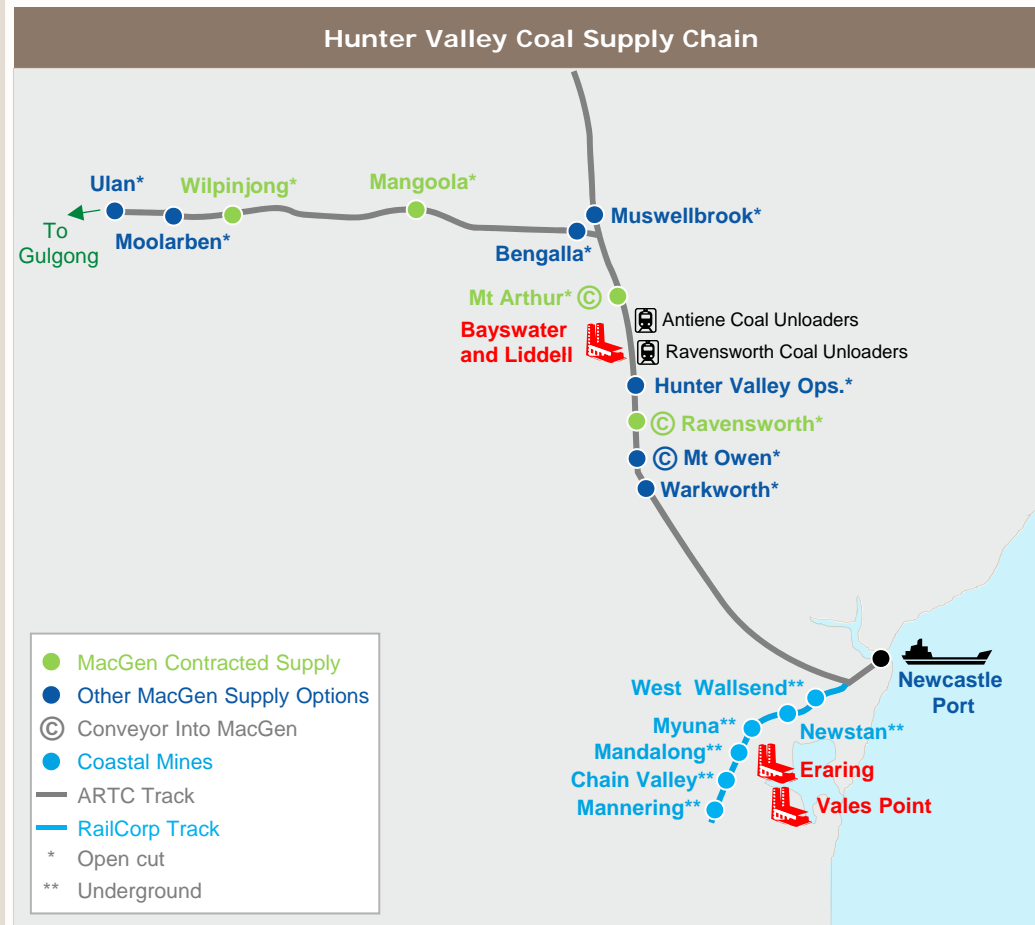 Hunter Valley Coal Supply Chain
Ulan*
Wilpinjong*
Mangoola*
To
Gulgong
Moolarben*
Muswellbrook*
Bengalla*
Mt Arthur* ©
Antiene Coal Unloaders
Bayswater
and Liddell
Ravensworth Coal Unloaders
Hunter Valley Ops.*
© Ravensworth*
© Mt Owen*
Warkworth*
Newcastle
Port
West Wallsend**
Newstan**
Myuna**
Mandalong**
Eraring
Chain Valley**
Vales Point
Mannering**
MacGen Contracted Supply
Other MacGen Supply Options
© Conveyor Into MacGen
Coastal Mines
ARTC Track
RailCorp Track
* Open cut
** Underground